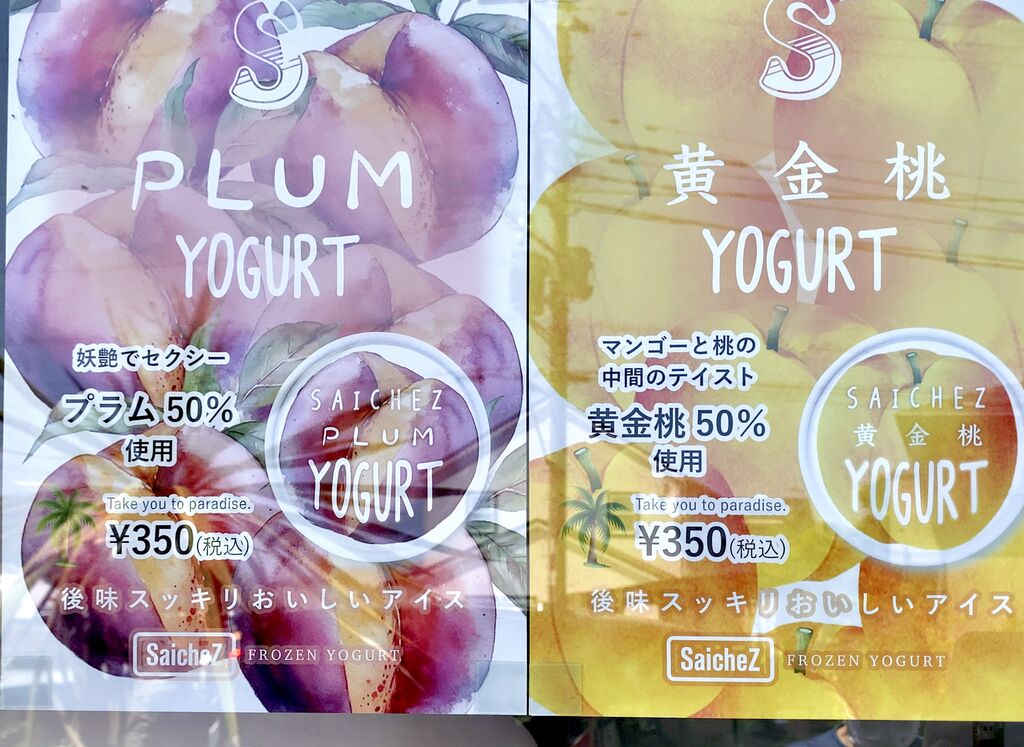 S
PLUM
YOGURT
妖艶でセクシー
プラム50%
使用
SAICHEZ
PLUM
YOGURT
Take you to paradise.
¥350(税込)
後味スッキリおいしいアイス
SaicheZ FROZEN YOGURT
S
黄金桃
YOGURT
マンゴーと桃の
中間のテイスト
黄金桃50%
使用
SAICHEZ
黄金桃
YOGURT
Take you to paradise.
¥350(税込)
後味スッキリおいしいアイス
SaicheZ FROZEN YOGURT